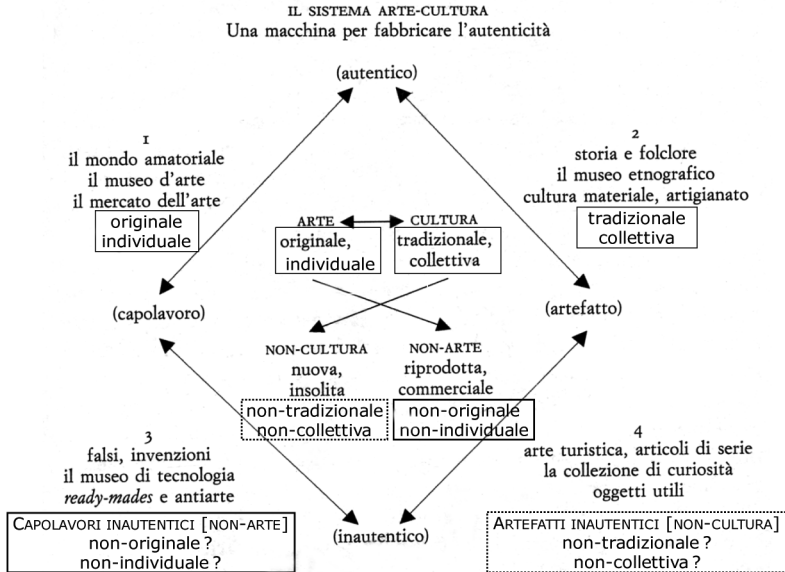 IL SISTEMA ARTE-CULTURA
Una macchina per fabbricare l'autenticità
(autentico)
1
il mondo amatoriale
il museo d'arte
il mercato dell'arte
originale
individuale
2
storia e folclore
il museo etnografico
cultura materiale, artigianato
tradizionale
collettiva
ARTE
originale,
individuale
CULTURA
tradizionale,
collettiva
(capolavoro)
(artefatto)
NON-CULTURA
nuova,
insolita
non-tradizionale
non-collettiva
NON-ARTE
riprodotta,
commerciale
non-originale
non-individuale
3
falsi, invenzioni
il museo di tecnologia
ready-mades e antiarte
CAPOLAVORI INAUTENTICI [NON-ARTE]
non-originale ?
non-individuale ?
(inautentico)
4
arte turistica, articoli di serie
la collezione di curiosità
oggetti utili
ARTEFATTI INAUTENTICI [NON-CULTURA]
non-tradizionale ?
non-collettiva ?